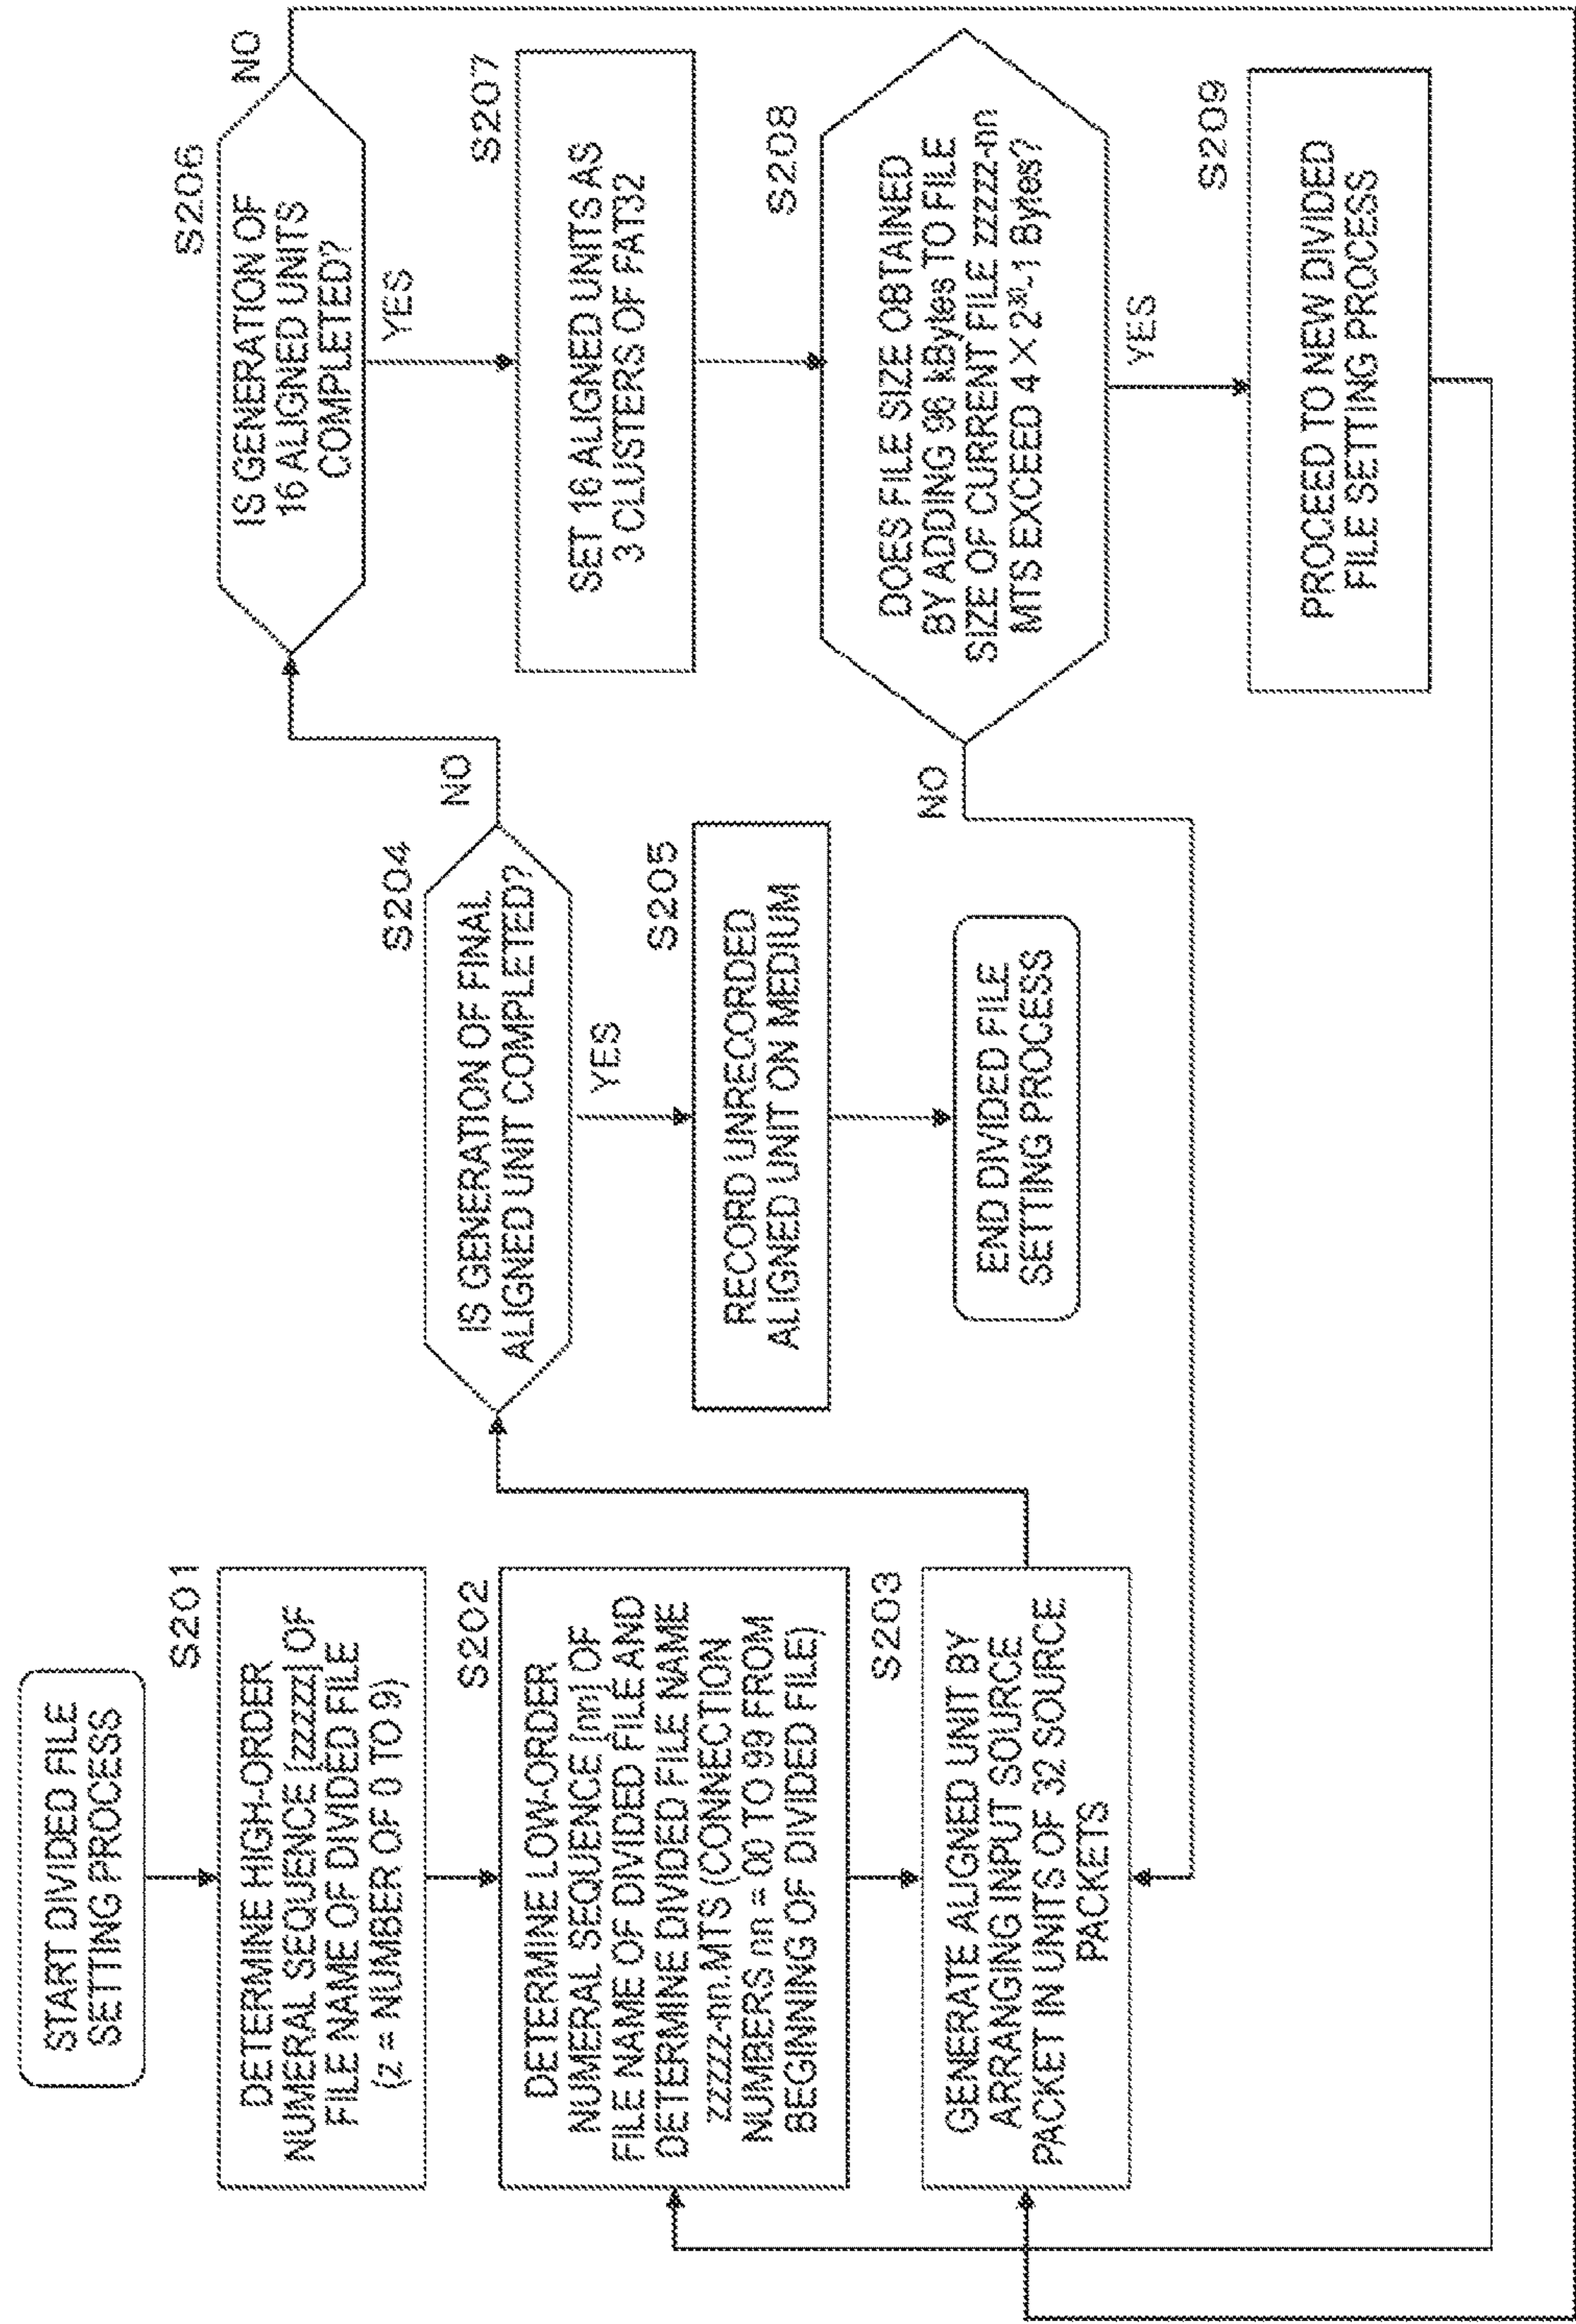 START DIVIDED FILE
SETTING PROCESS
S201
DETERMINE HIGH-ORDER
NUMERAL SEQUENCE [zzzzz] OF
FILE NAME OF DIVIDED FILE
(z = NUMBER OF 0 TO 9)
S202
DETERMINE LOW-ORDER
NUMERAL SEQUENCE [nn] OF
FILE NAME OF DIVIDED FILE AND
DETERMINE DIVIDED FILE NAME
zzzzz-nn.MTS (CONNECTION
NUMBERS nn = 00 TO 99 FROM
BEGINNING OF DIVIDED FILE)
S203
GENERATE ALIGNED UNIT BY
ARRANGING INPUT SOURCE
PACKET IN UNITS OF 32 SOURCE
PACKETS
S204
IS GENERATION OF FINAL
ALIGNED UNIT COMPLETED?
NO
YES
S205
RECORD UNRECORDED
ALIGNED UNIT ON MEDIUM
END DIVIDED FILE
SETTING PROCESS
S206
IS GENERATION OF
16 ALIGNED UNITS
COMPLETED?
NO
YES
S207
SET 16 ALIGNED UNITS AS
3 CLUSTERS OF FAT32
S208
DOES FILE SIZE OBTAINED
BY ADDING 96 kBytes TO FILE
SIZE OF CURRENT FILE zzzzz-nn
MTS EXCEED 4 × 2³⁰-1 Bytes?
NO
YES
S209
PROCEED TO NEW DIVIDED
FILE SETTING PROCESS